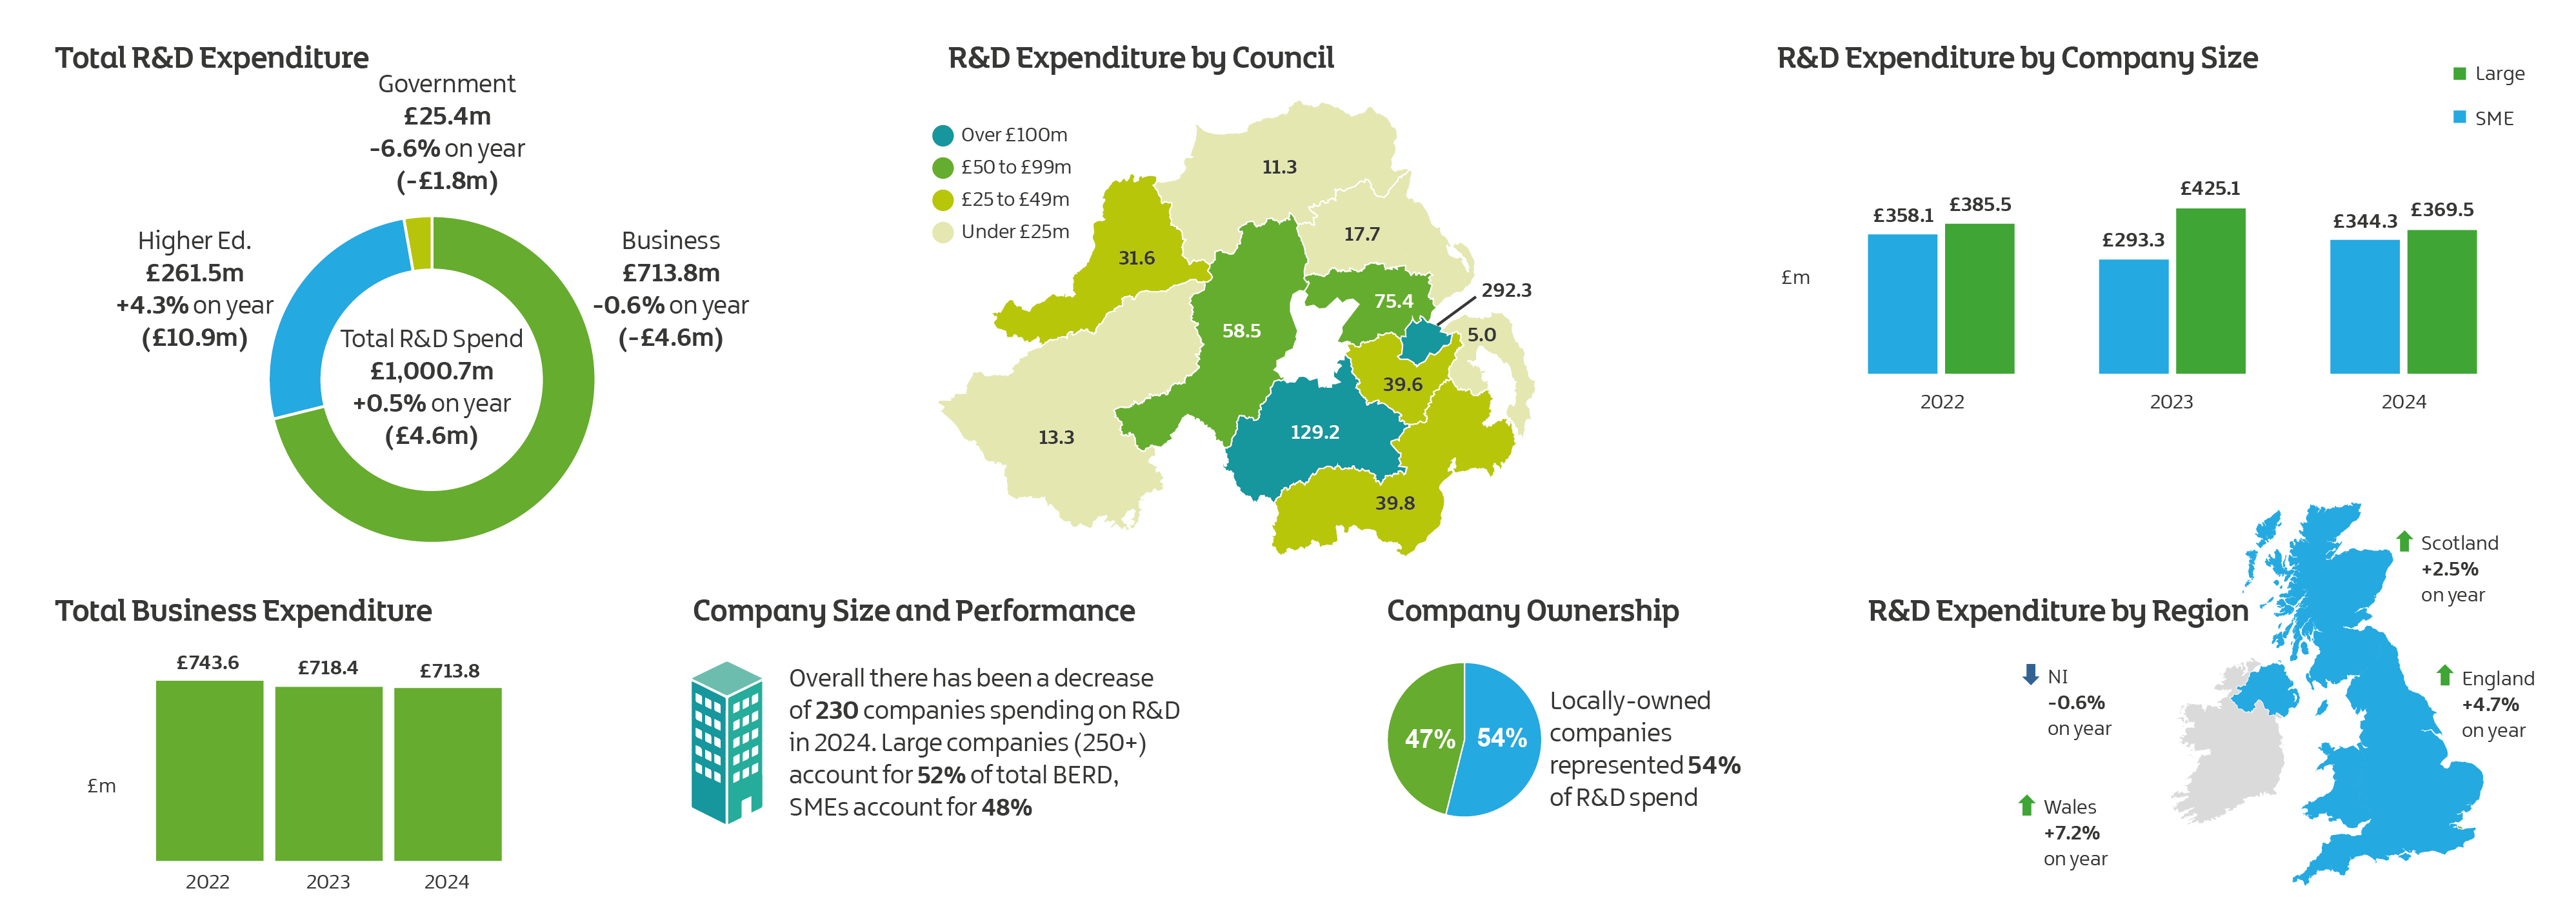 Total R&D Expenditure
Government
£25.4m
-6.6% on year
(-£1.8m)
Higher Ed.
£261.5m
+4.3% on year
(£10.9m)
Business
£713.8m
-0.6% on year
(-£4.6m)
Total R&D Spend
£1,000.7m
+0.5% on year
(£4.6m)
R&D Expenditure by Council
Over £100m
£50 to £99m
£25 to £49m
Under £25m
11.3
17.7
31.6
292.3
75.4
58.5
5.0
39.6
129.2
13.3
39.8
R&D Expenditure by Company Size
Large
SME
£m
£358.1
£385.5
£293.3
£425.1
£344.3
£369.5
2022
2023
2024
Total Business Expenditure
£743.6
£718.4
£713.8
£m
2022
2023
2024
Company Size and Performance
Overall there has been a decrease
of 230 companies spending on R&D
in 2024. Large companies (250+)
account for 52% of total BERD,
SMEs account for 48%
Company Ownership
47%
54%
Locally-owned
companies
represented 54%
of R&D spend
R&D Expenditure by Region
Scotland
+2.5%
on year
NI
-0.6%
on year
England
+4.7%
on year
Wales
+7.2%
on year